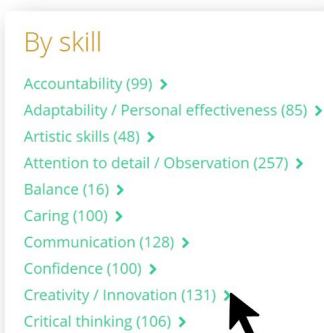 By skill
Accountability (99)
Adaptability / Personal effectiveness (85)
Artistic skills (48)
Attention to detail / Observation (257)
Balance (16)
Caring (100)
Communication (128)
Confidence (100)
Creativity / Innovation (131)
Critical thinking (106)